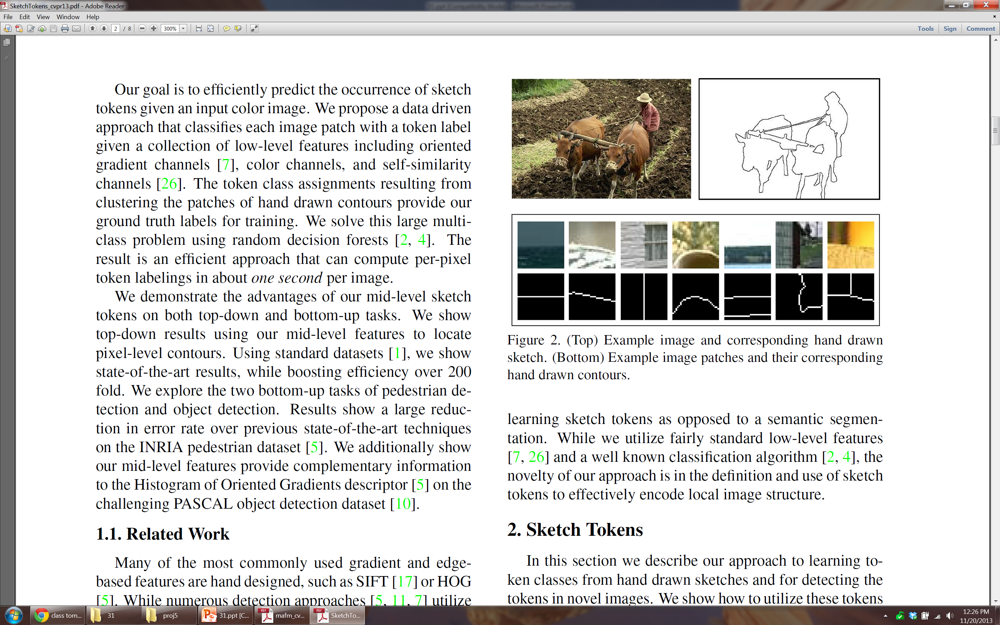 SketchTokens_cvpr13.pdf - Adobe Reader
File Edit View Window Help
2 / 8 300% Tools Sign Comment
Our goal is to efficiently predict the occurrence of sketch
tokens given an input color image. We propose a data driven
approach that classifies each image patch with a token label
given a collection of low-level features including oriented
gradient channels [7], color channels, and self-similarity
channels [26]. The token class assignments resulting from
clustering the patches of hand drawn contours provide our
ground truth labels for training. We solve this large multi-
class problem using random decision forests [2, 4]. The
result is an efficient approach that can compute per-pixel
token labelings in about one second per image.
We demonstrate the advantages of our mid-level sketch
tokens on both top-down and bottom-up tasks. We show
top-down results using our mid-level features to locate
pixel-level contours. Using standard datasets [1], we show
state-of-the-art results, while boosting efficiency over 200
fold. We explore the two bottom-up tasks of pedestrian de-
tection and object detection. Results show a large reduc-
tion in error rate over previous state-of-the-art techniques
on the INRIA pedestrian dataset [5]. We additionally show
our mid-level features provide complementary information
to the Histogram of Oriented Gradients descriptor [5] on the
challenging PASCAL object detection dataset [10].
1.1. Related Work
Many of the most commonly used gradient and edge-
based features are hand designed, such as SIFT [17] or HOG
[5]. While numerous detection approaches [5, 11, 7] utilize
Figure 2. (Top) Example image and corresponding hand drawn
sketch. (Bottom) Example image patches and their corresponding
hand drawn contours.
learning sketch tokens as opposed to a semantic segmen-
tation. While we utilize fairly standard low-level features
[7, 26] and a well known classification algorithm [2, 4], the
novelty of our approach is in the definition and use of sketch
tokens to effectively encode local image structure.
2. Sketch Tokens
In this section we describe our approach to learning to-
ken classes from hand drawn sketches and for detecting the
tokens in novel images. We show how to utilize these tokens
class tom... 31 proj5 31.ppt [C... mafm_cv... SketchTo... 12:26 PM
11/20/2013